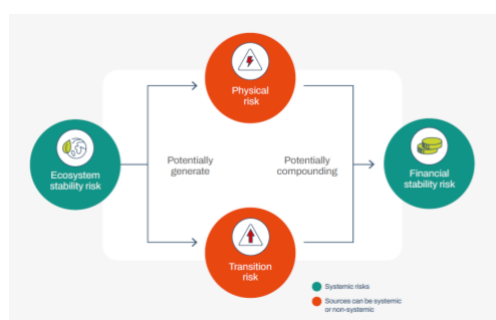 Physical
risk
Ecosystem
stability risk
Potentially
generate
Potentially
compounding
Financial
stability risk
Transition
risk
Systemic risks
Sources can be systemic
or non-systemic